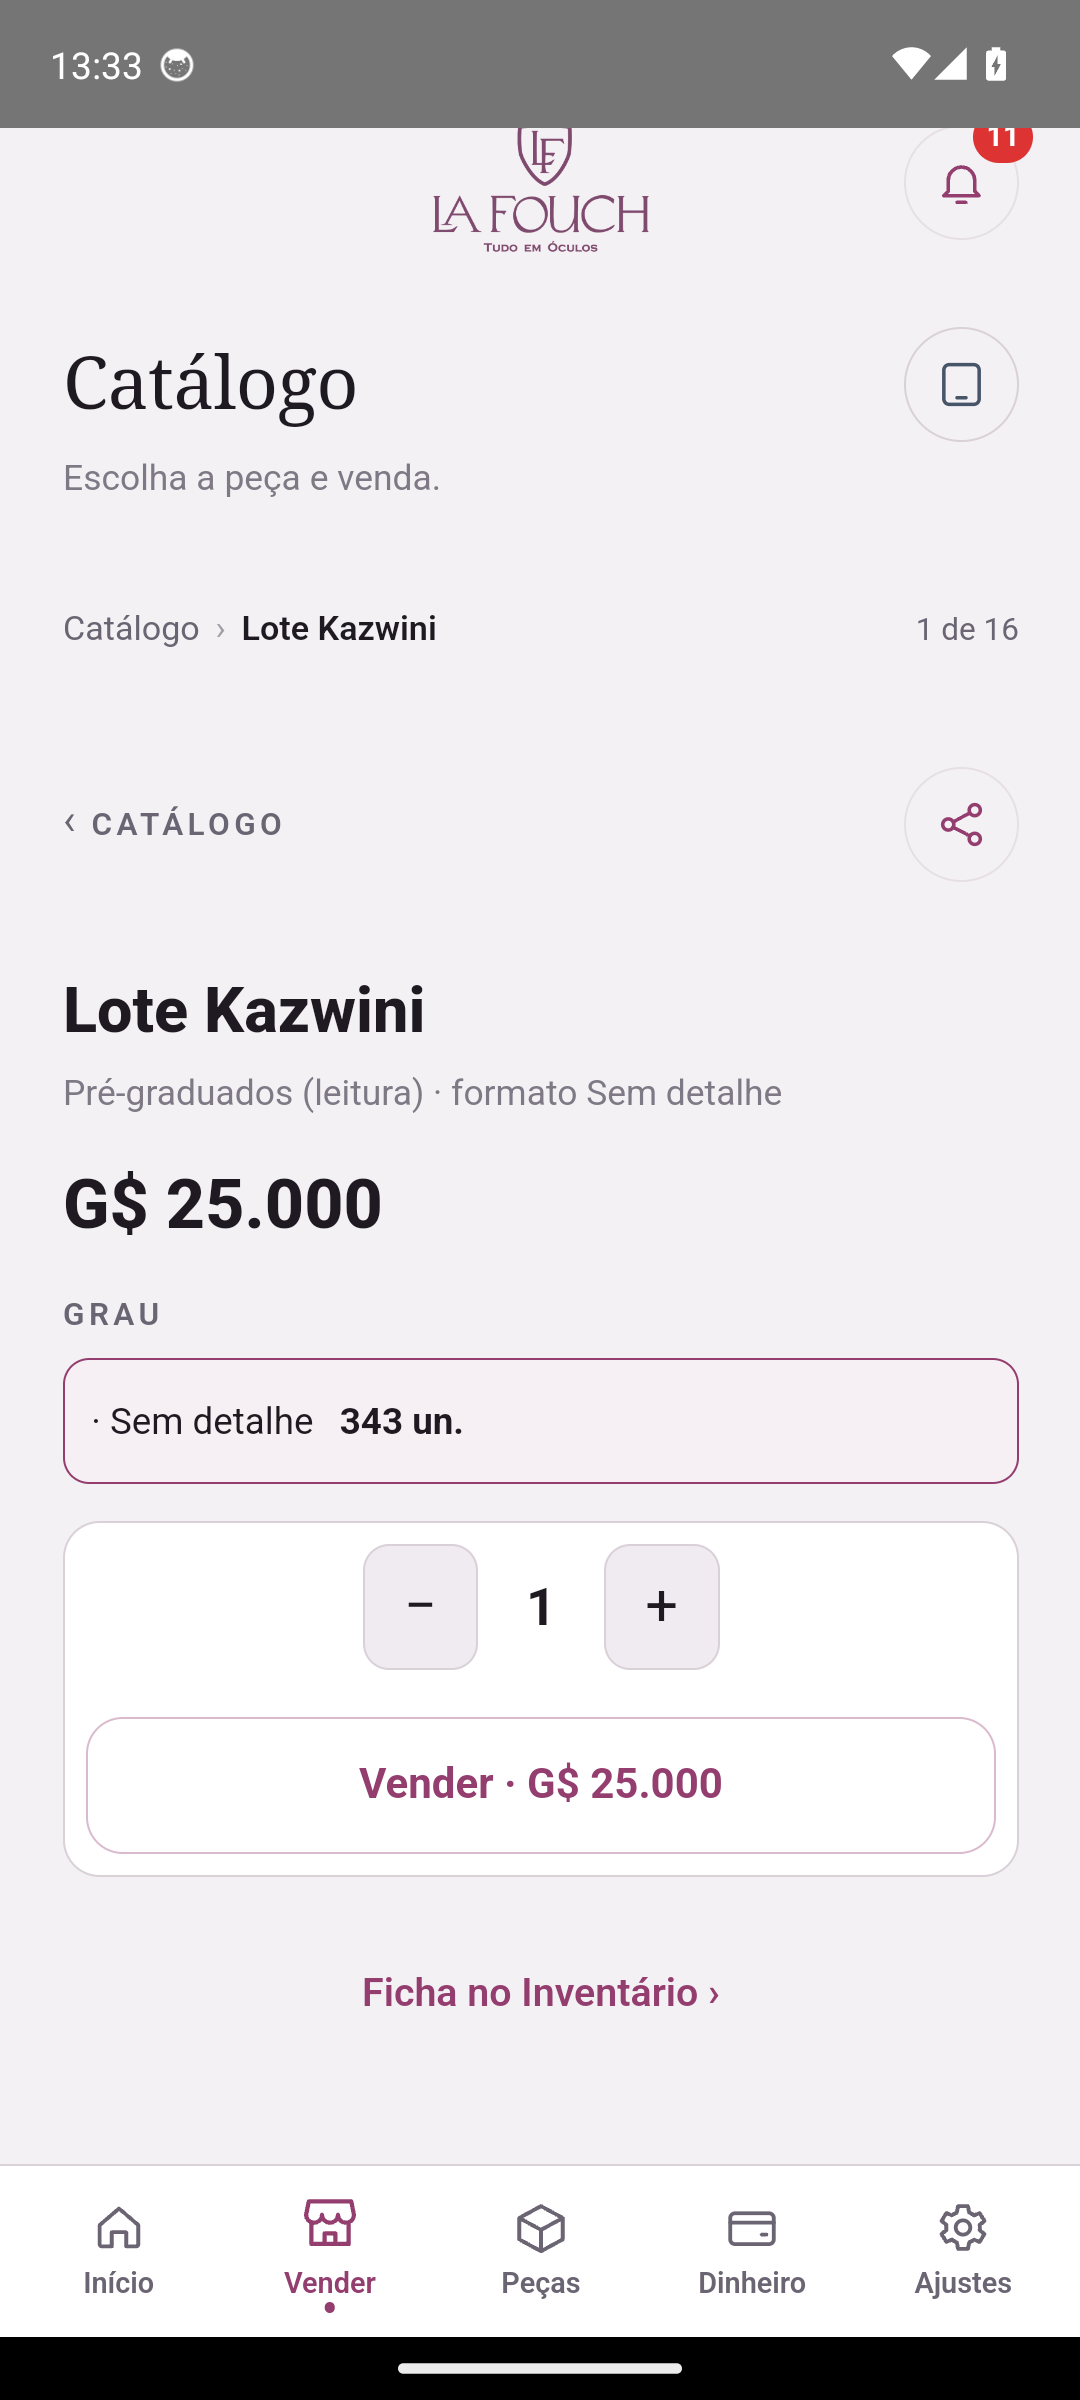 13:33
11
LF
LA FOUCH
TUDO EM ÓCULOS
Catálogo
Escolha a peça e venda.
Catálogo › Lote Kazwini
1 de 16
‹ CATÁLOGO
Lote Kazwini
Pré-graduados (leitura) · formato Sem detalhe
G$ 25.000
GRAU
· Sem detalhe 343 un.
− 1 +
Vender · G$ 25.000
Ficha no Inventário ›
Início
Vender
Peças
Dinheiro
Ajustes